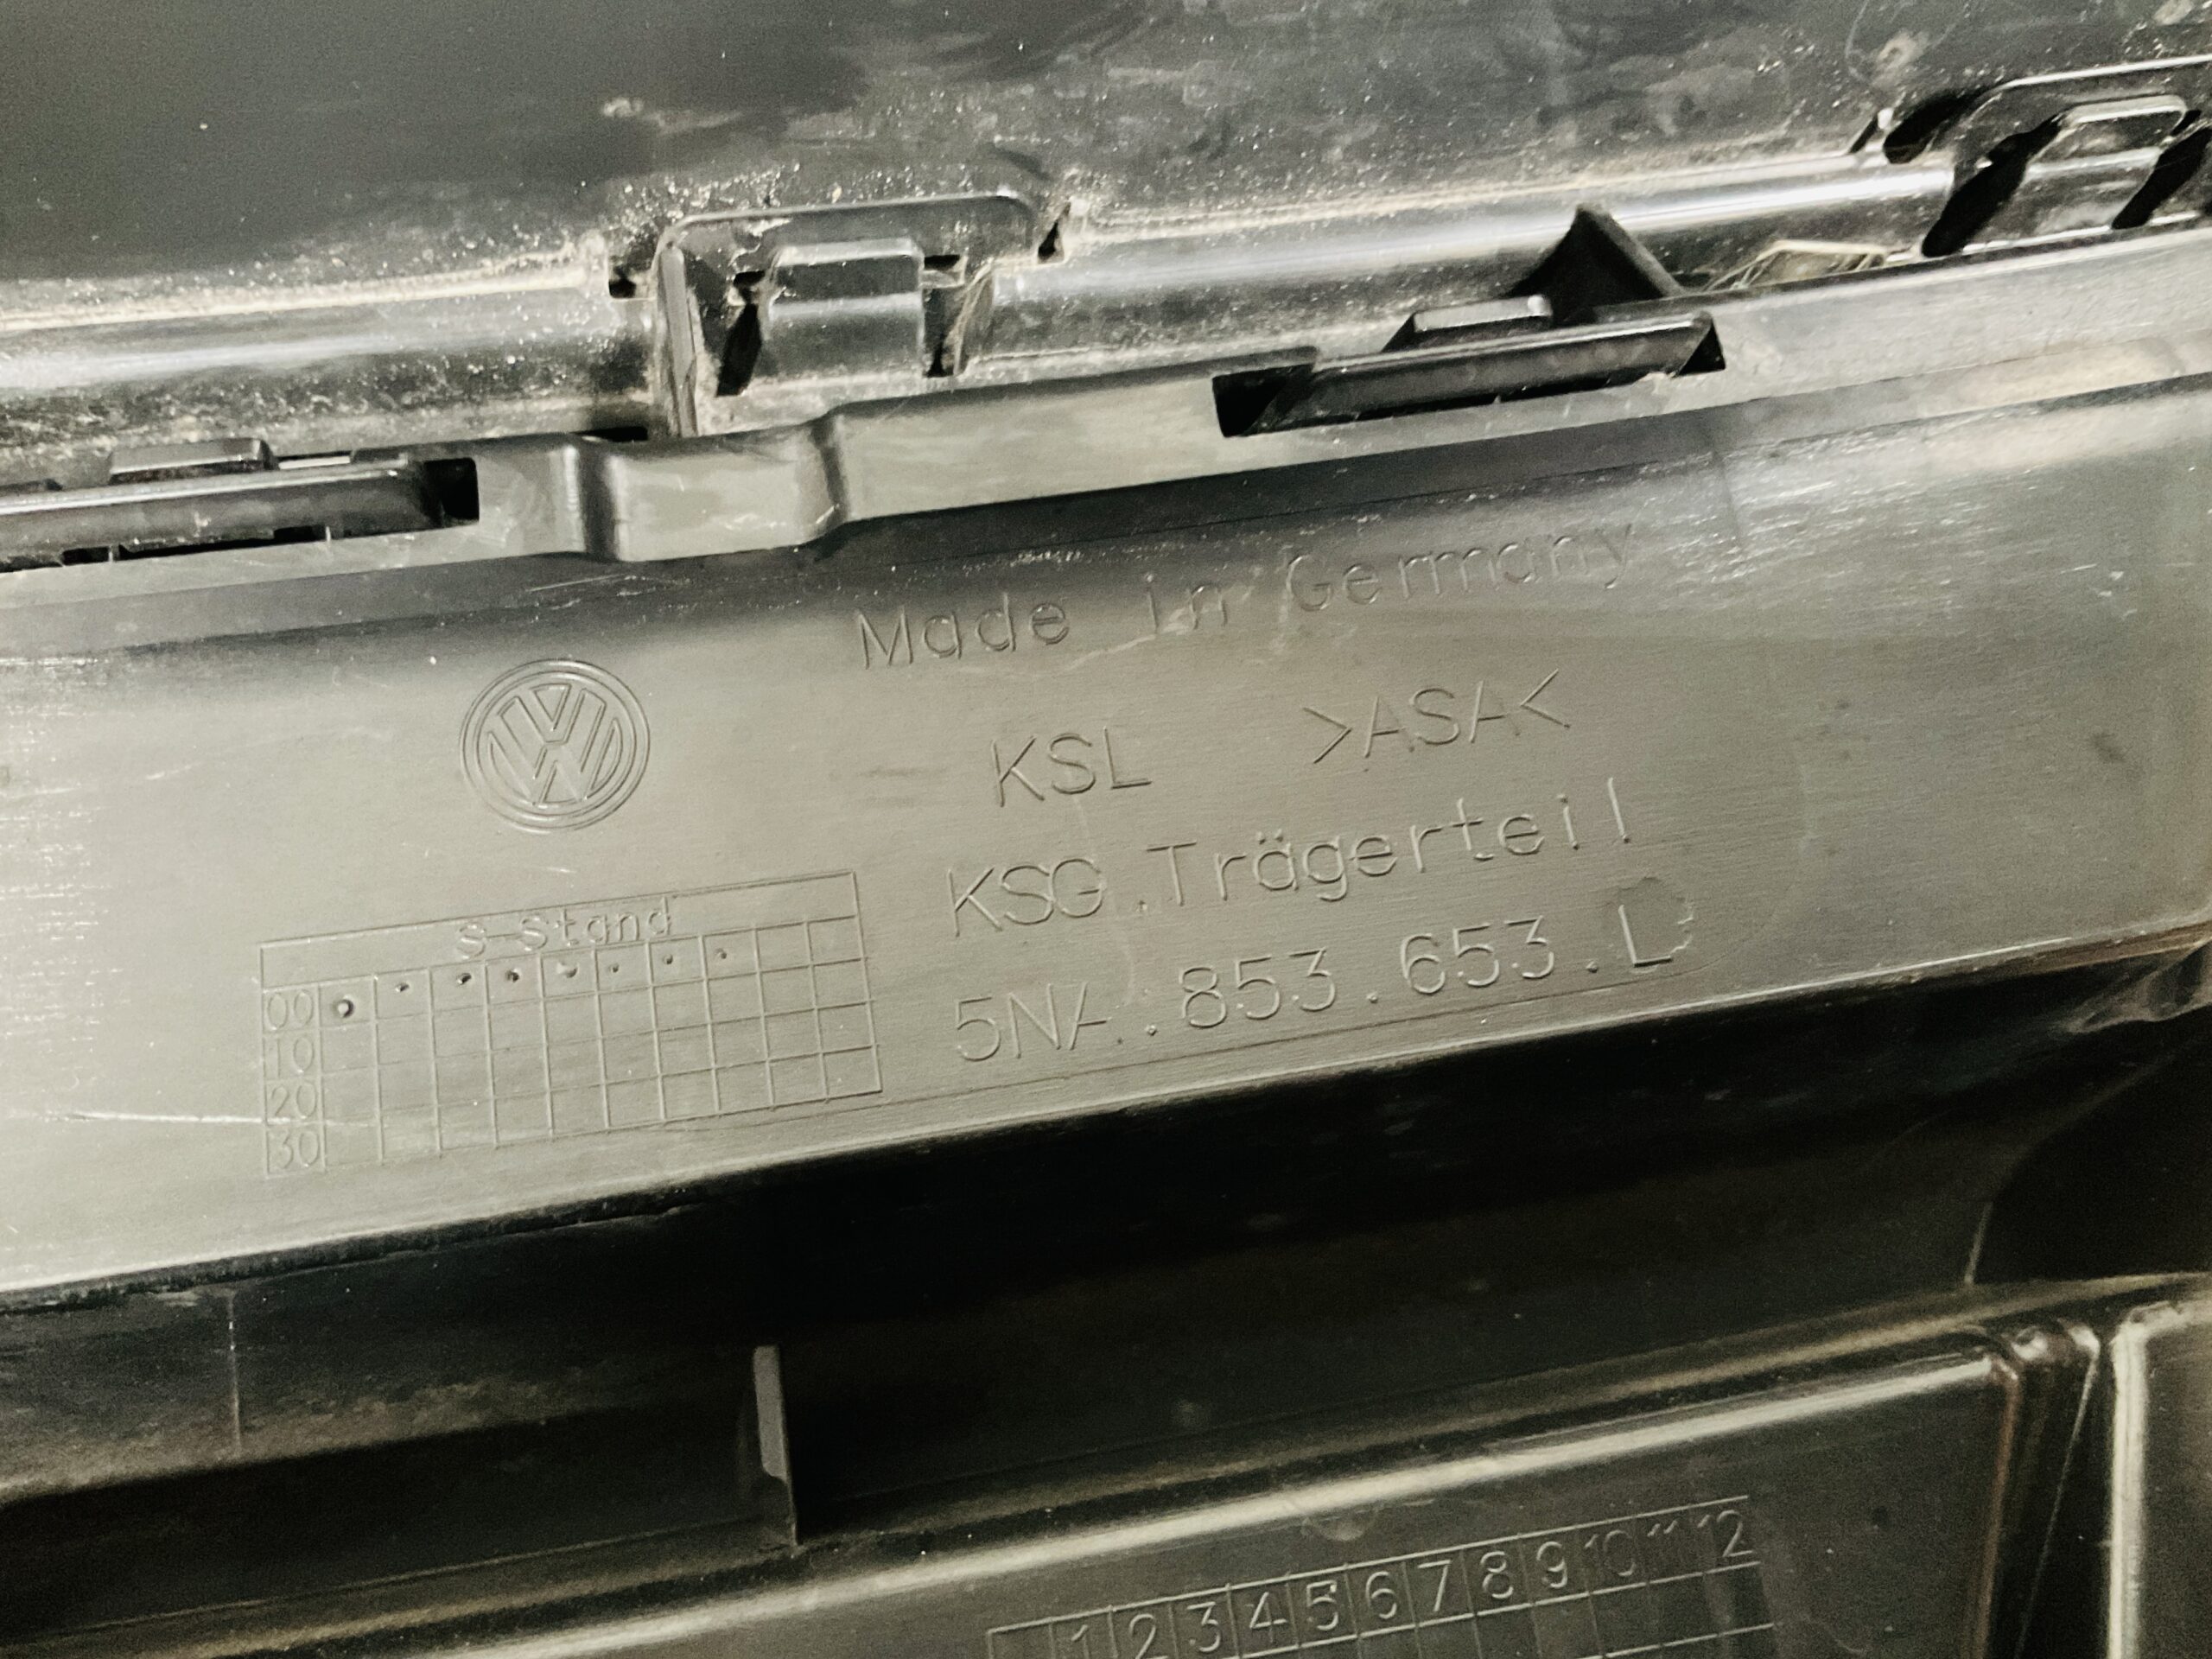 Made in Germany
KSL >ASA<
KSG.Trägerteil
5NA.853.653.L
S-Stand
00
10
20
30
1 2 3 4 5 6 7 8 9 10 11 12